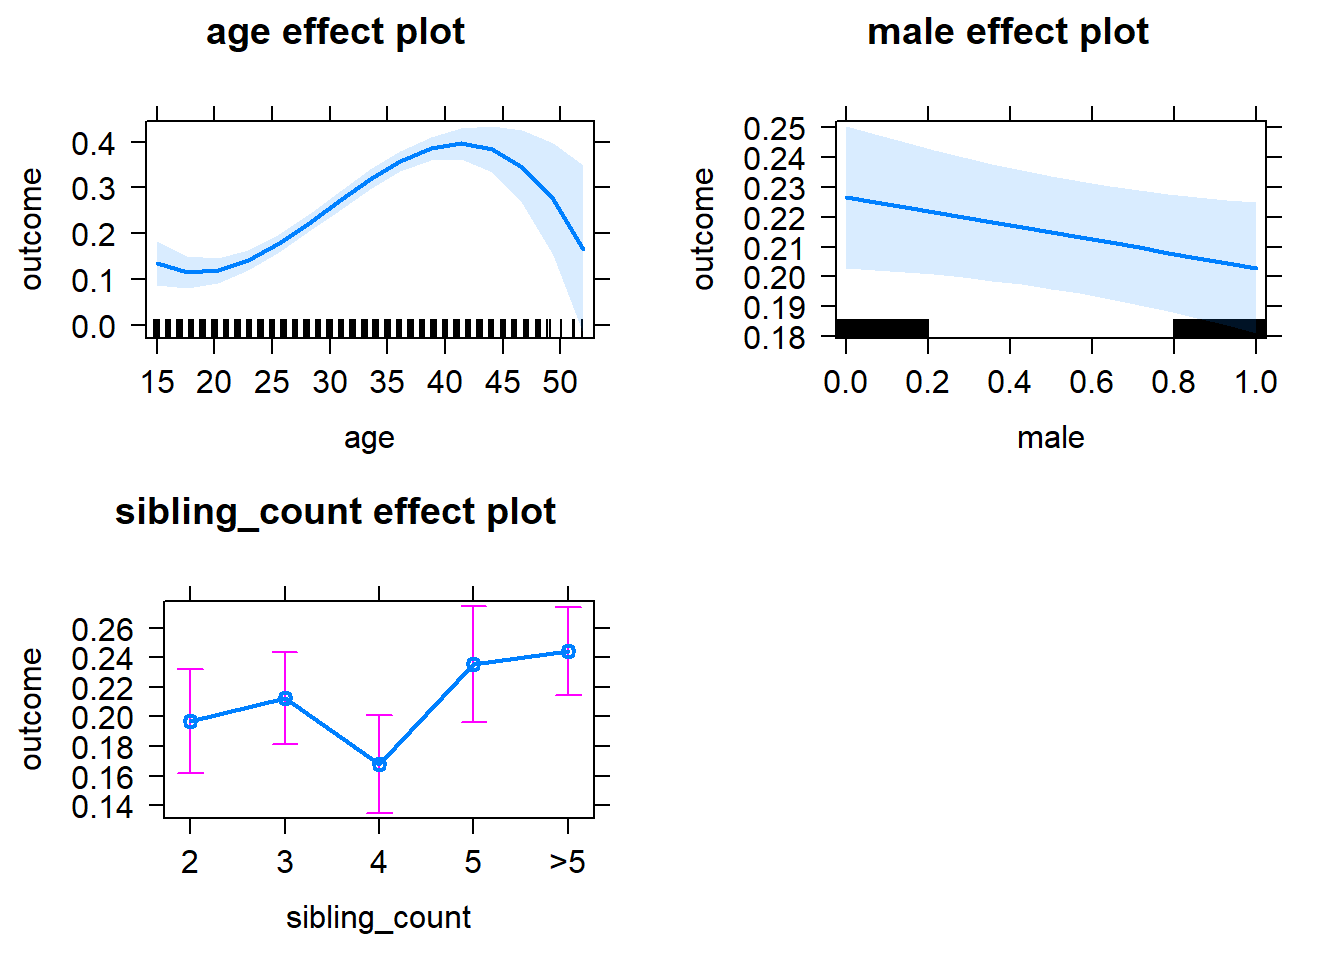 age effect plot
outcome
0.4
0.3
0.2
0.1
0.0
15 20 25 30 35 40 45 50
age
male effect plot
outcome
0.25
0.24
0.23
0.22
0.21
0.20
0.19
0.18
0.0 0.2 0.4 0.6 0.8 1.0
male
sibling_count effect plot
outcome
0.26
0.24
0.22
0.20
0.18
0.16
0.14
2 3 4 5 >5
sibling_count